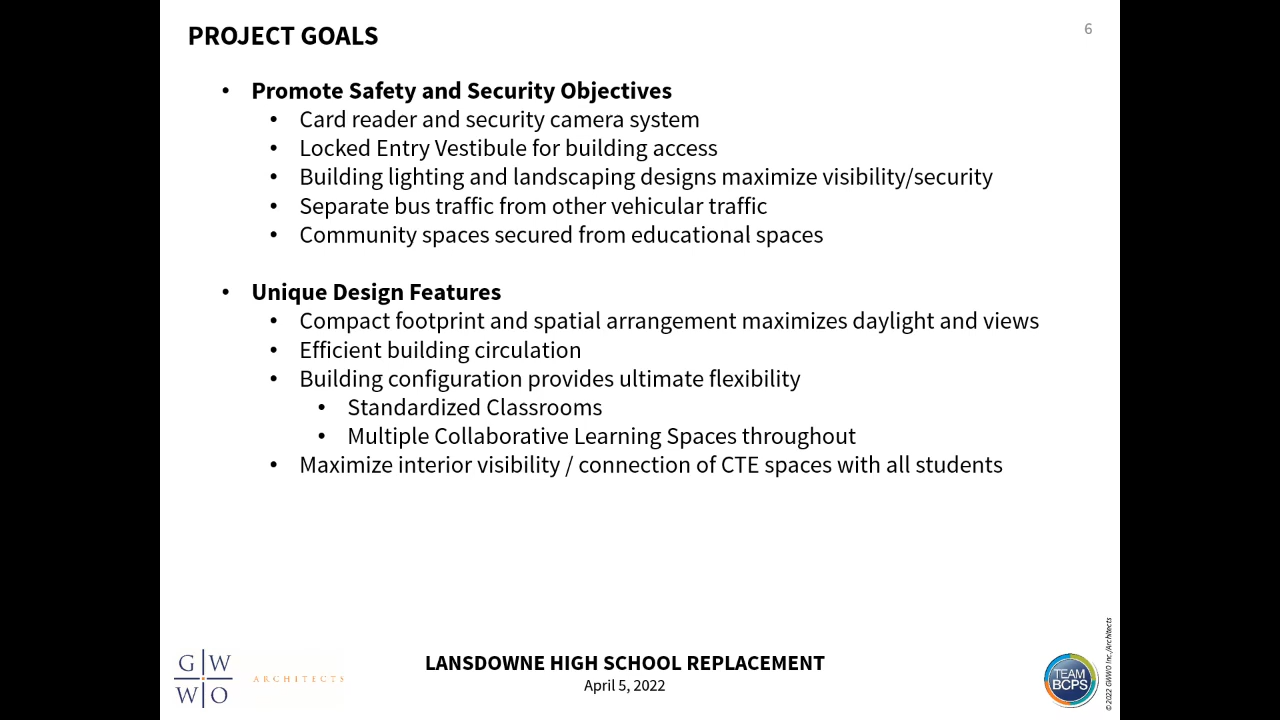 PROJECT GOALS
6
• Promote Safety and Security Objectives
• Card reader and security camera system
• Locked Entry Vestibule for building access
• Building lighting and landscaping designs maximize visibility/security
• Separate bus traffic from other vehicular traffic
• Community spaces secured from educational spaces
• Unique Design Features
• Compact footprint and spatial arrangement maximizes daylight and views
• Efficient building circulation
• Building configuration provides ultimate flexibility
• Standardized Classrooms
• Multiple Collaborative Learning Spaces throughout
• Maximize interior visibility / connection of CTE spaces with all students
G W
W O
ARCHITECTS
LANSDOWNE HIGH SCHOOL REPLACEMENT
April 5, 2022
TEAM
BCPS
© 2022 GWWO Inc./Architects